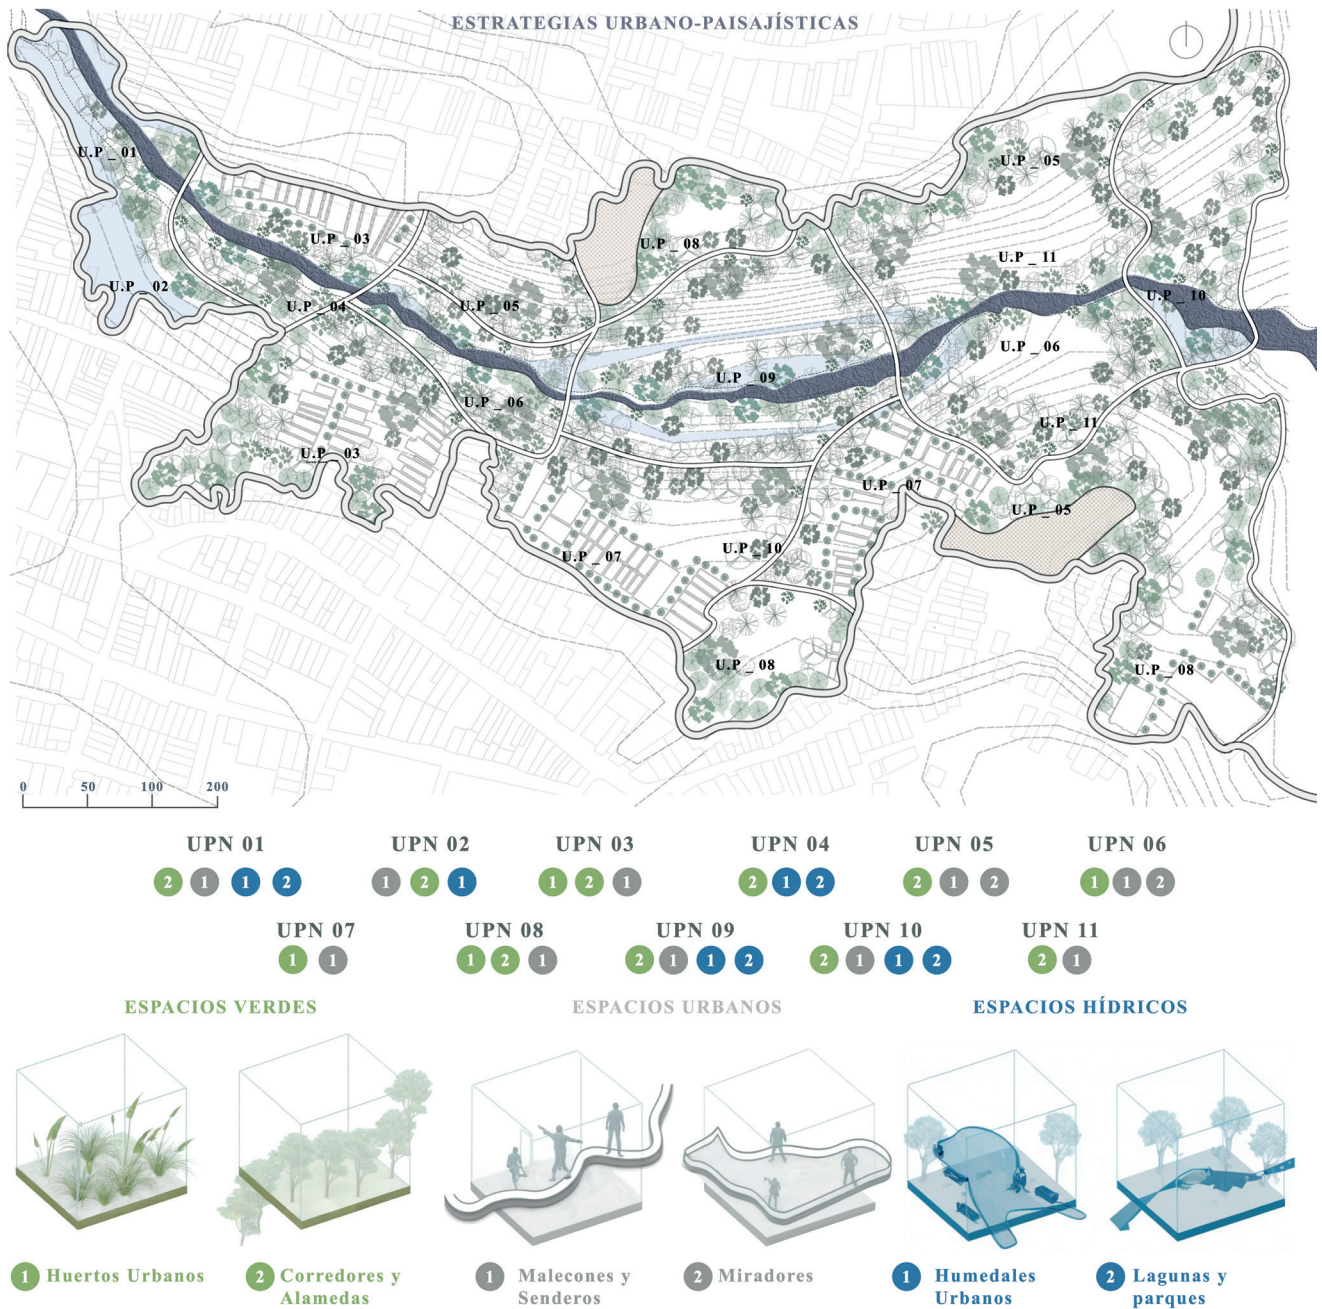 ESTRATEGIAS URBANO-PAISAJÍSTICAS
U.P _ 01
U.P _ 05
U.P _ 03
U.P _ 08
U.P _ 11
U.P _ 02
U.P _ 04
U.P _ 05
U.P _ 10
U.P _ 06
U.P _ 09
U.P _ 06
U.P _ 11
U.P _ 03
U.P _ 07
U.P _ 05
U.P _ 07
U.P _ 10
U.P _ 08
U.P _ 08
0 50 100 200
UPN 01 UPN 02 UPN 03 UPN 04 UPN 05 UPN 06
2 1 1 2 1 2 1 1 2 1 2 1 2 2 1 2 1 1 2
UPN 07 UPN 08 UPN 09 UPN 10 UPN 11
1 1 1 2 1 2 1 1 2 2 1 1 2 2 1
ESPACIOS VERDES ESPACIOS URBANOS ESPACIOS HÍDRICOS
1 Huertos Urbanos
2 Corredores y
Alamedas
1 Malecones y
Senderos
2 Miradores
1 Humedales
Urbanos
2 Lagunas y
parques